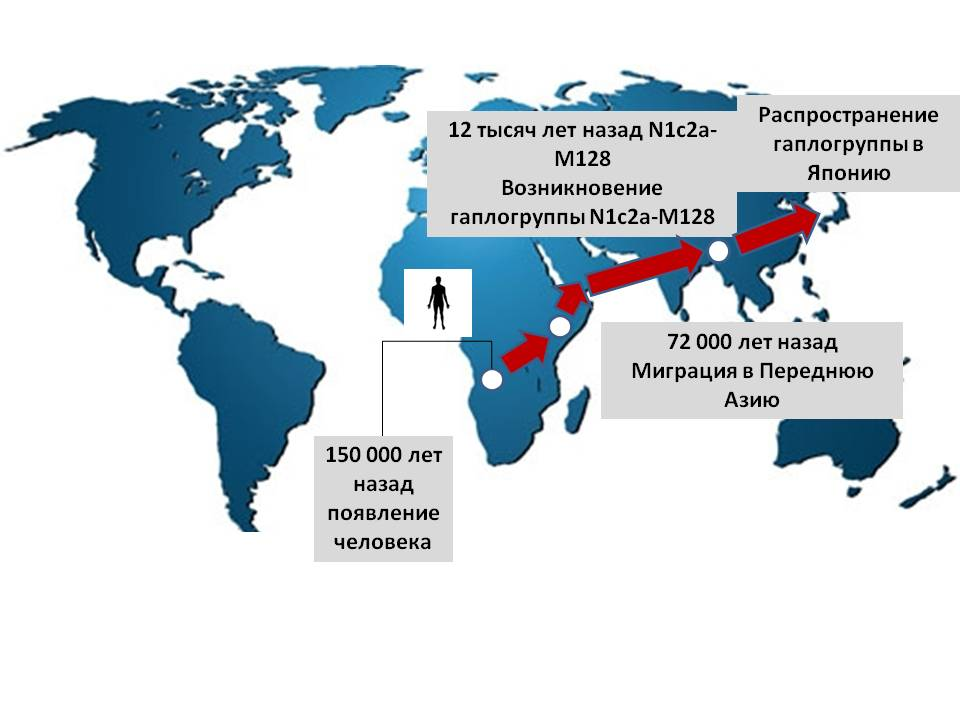 12 тысяч лет назад N1c2a-
M128
Возникновение
гаплогруппы N1c2a-M128
Распространение
гаплогруппы в
Японию
72 000 лет назад
Миграция в Переднюю
Азию
150 000 лет
назад
появление
человека